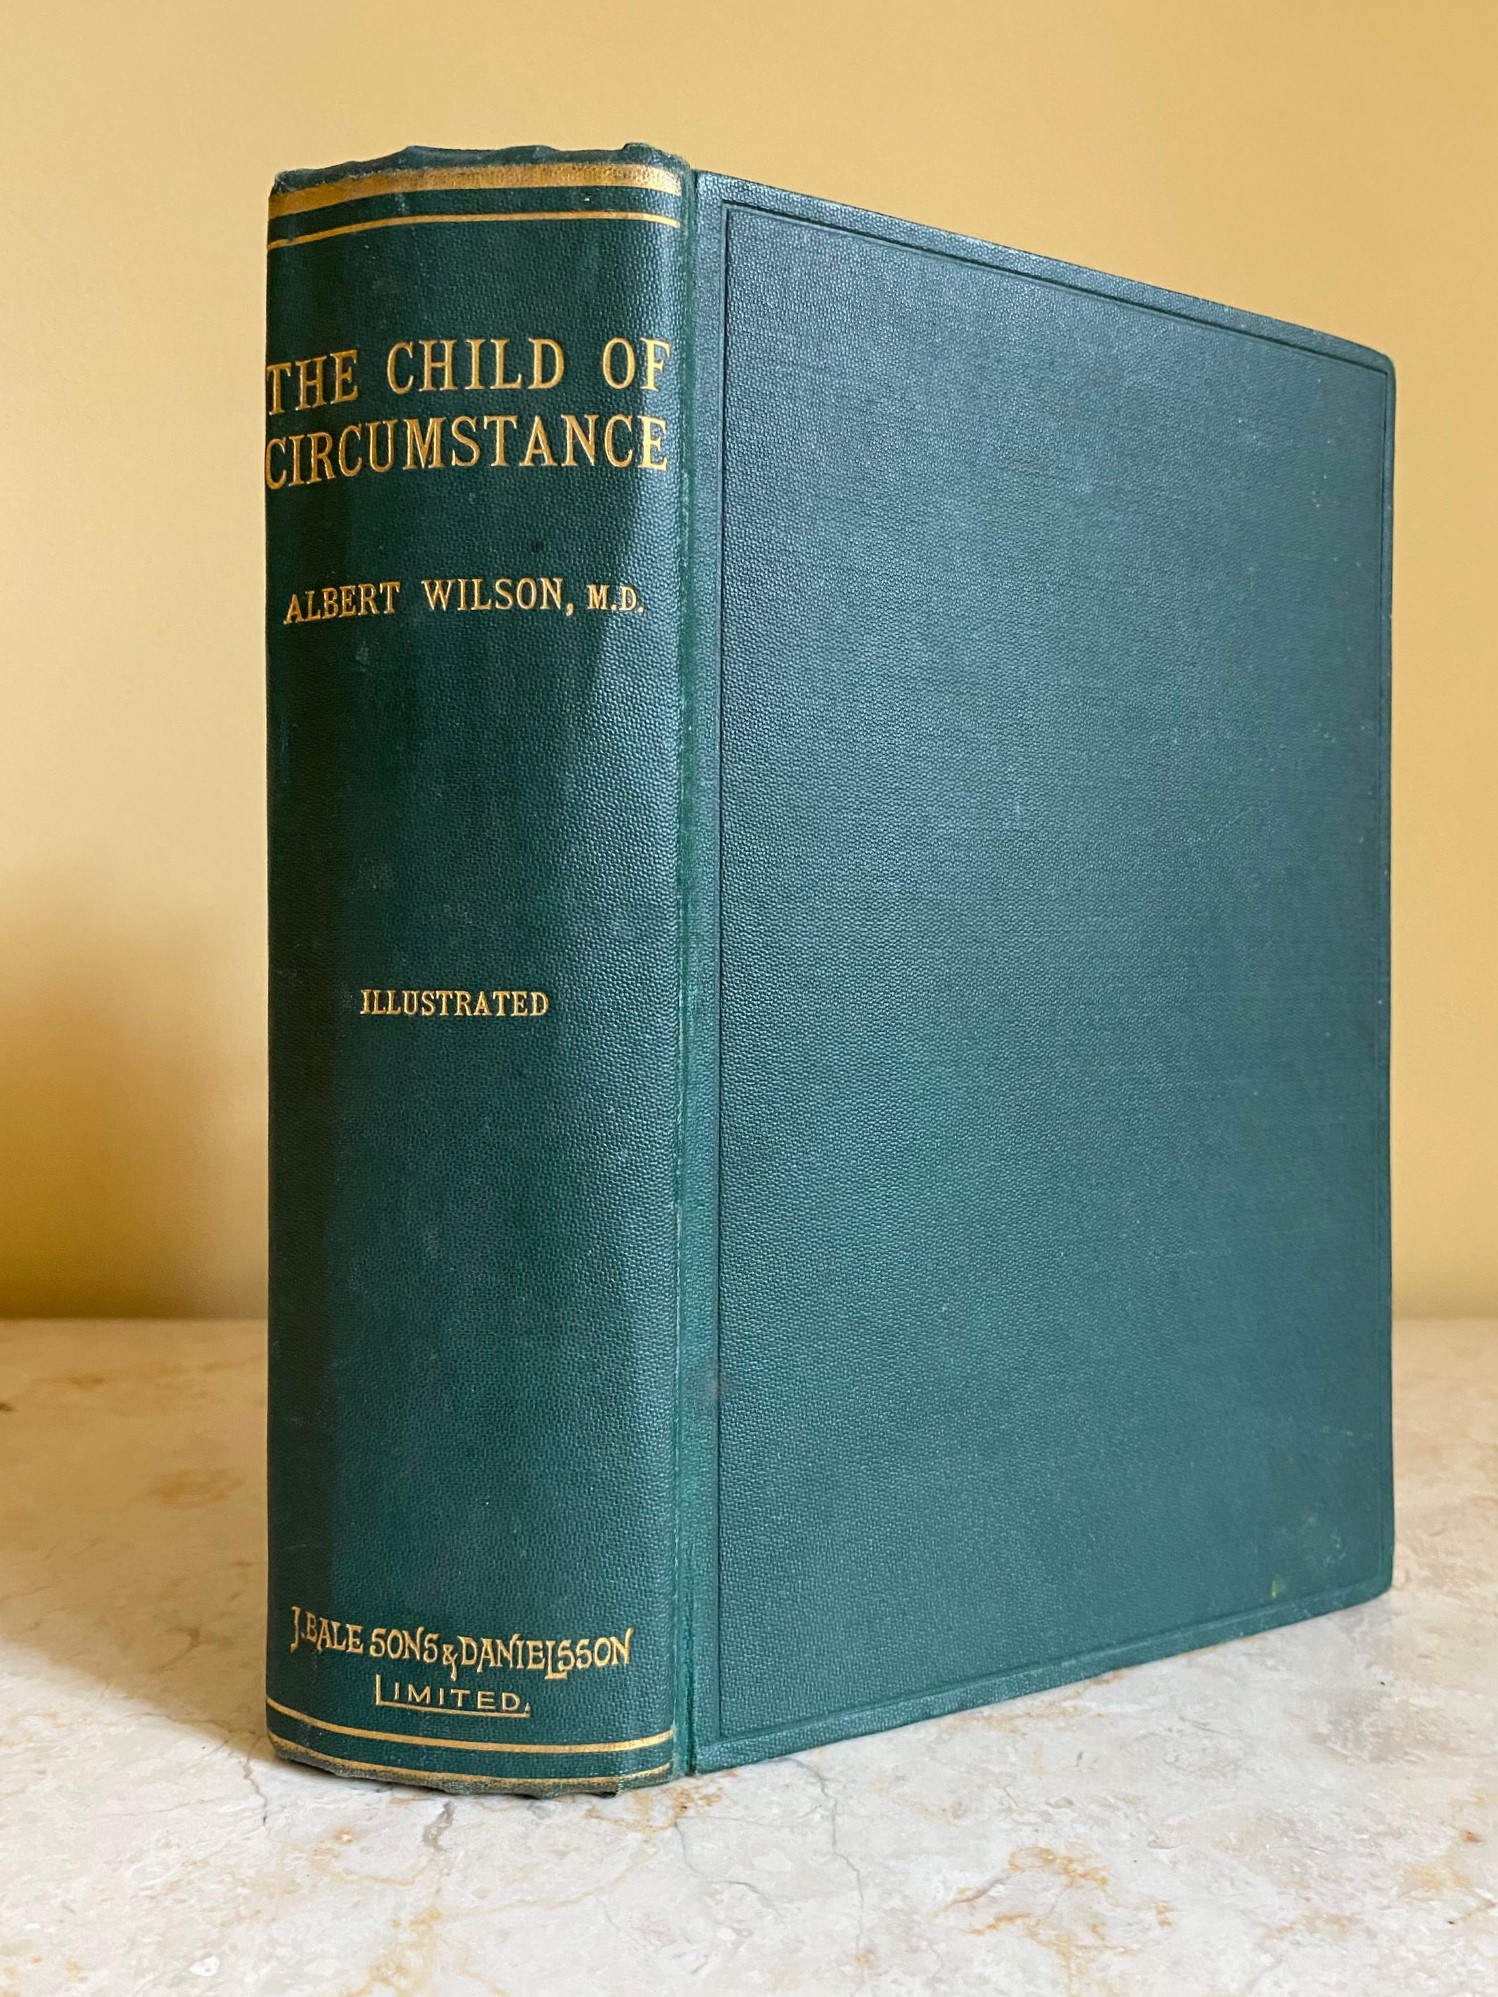 THE CHILD OF
CIRCUMSTANCE
ALBERT WILSON, M.D.
ILLUSTRATED
J. BALE SONS & DANIELSSON
LIMITED.